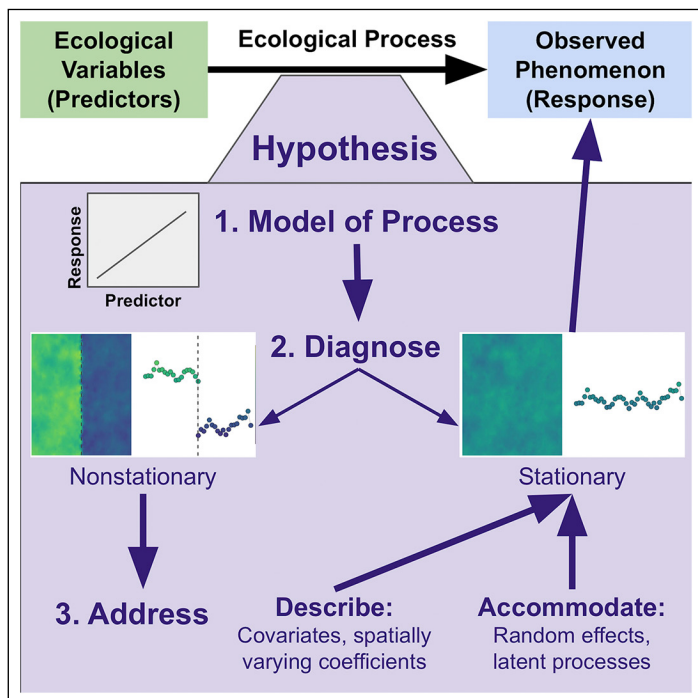 Ecological
Variables
(Predictors)
Ecological Process
Observed
Phenomenon
(Response)
Hypothesis
Response
Predictor
1. Model of Process
2. Diagnose
Nonstationary
Stationary
3. Address
Describe:
Covariates, spatially
varying coefficients
Accommodate:
Random effects,
latent processes